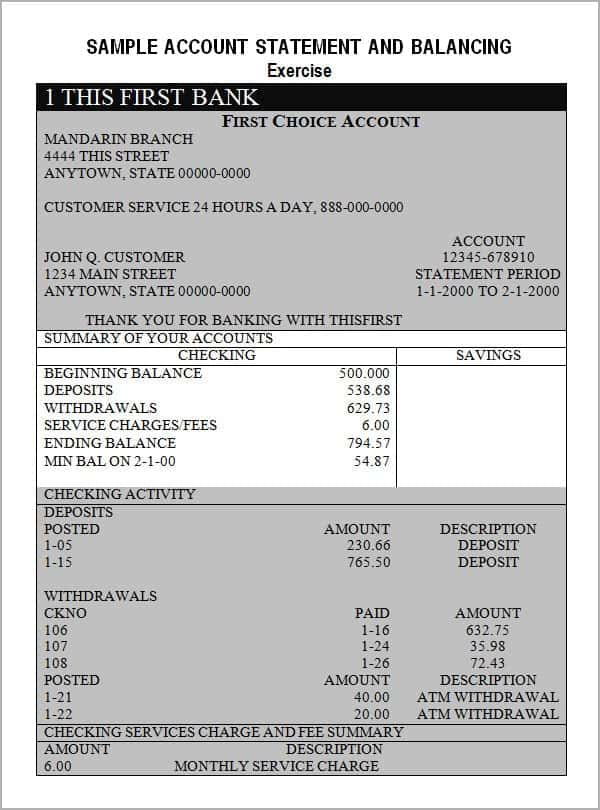 SAMPLE ACCOUNT STATEMENT AND BALANCING
Exercise
1 THIS FIRST BANK
FIRST CHOICE ACCOUNT
MANDARIN BRANCH
4444 THIS STREET
ANYTOWN, STATE 00000-0000
CUSTOMER SERVICE 24 HOURS A DAY, 888-000-0000
ACCOUNT
JOHN Q. CUSTOMER 12345-678910
1234 MAIN STREET STATEMENT PERIOD
ANYTOWN, STATE 00000-0000 1-1-2000 TO 2-1-2000
THANK YOU FOR BANKING WITH THISFIRST
SUMMARY OF YOUR ACCOUNTS
CHECKING SAVINGS
BEGINNING BALANCE 500.000
DEPOSITS 538.68
WITHDRAWALS 629.73
SERVICE CHARGES/FEES 6.00
ENDING BALANCE 794.57
MIN BAL ON 2-1-00 54.87
CHECKING ACTIVITY
DEPOSITS
POSTED AMOUNT DESCRIPTION
1-05 230.66 DEPOSIT
1-15 765.50 DEPOSIT
WITHDRAWALS
CKNO PAID AMOUNT
106 1-16 632.75
107 1-24 35.98
108 1-26 72.43
POSTED AMOUNT DESCRIPTION
1-21 40.00 ATM WITHDRAWAL
1-22 20.00 ATM WITHDRAWAL
CHECKING SERVICES CHARGE AND FEE SUMMARY
AMOUNT DESCRIPTION
6.00 MONTHLY SERVICE CHARGE